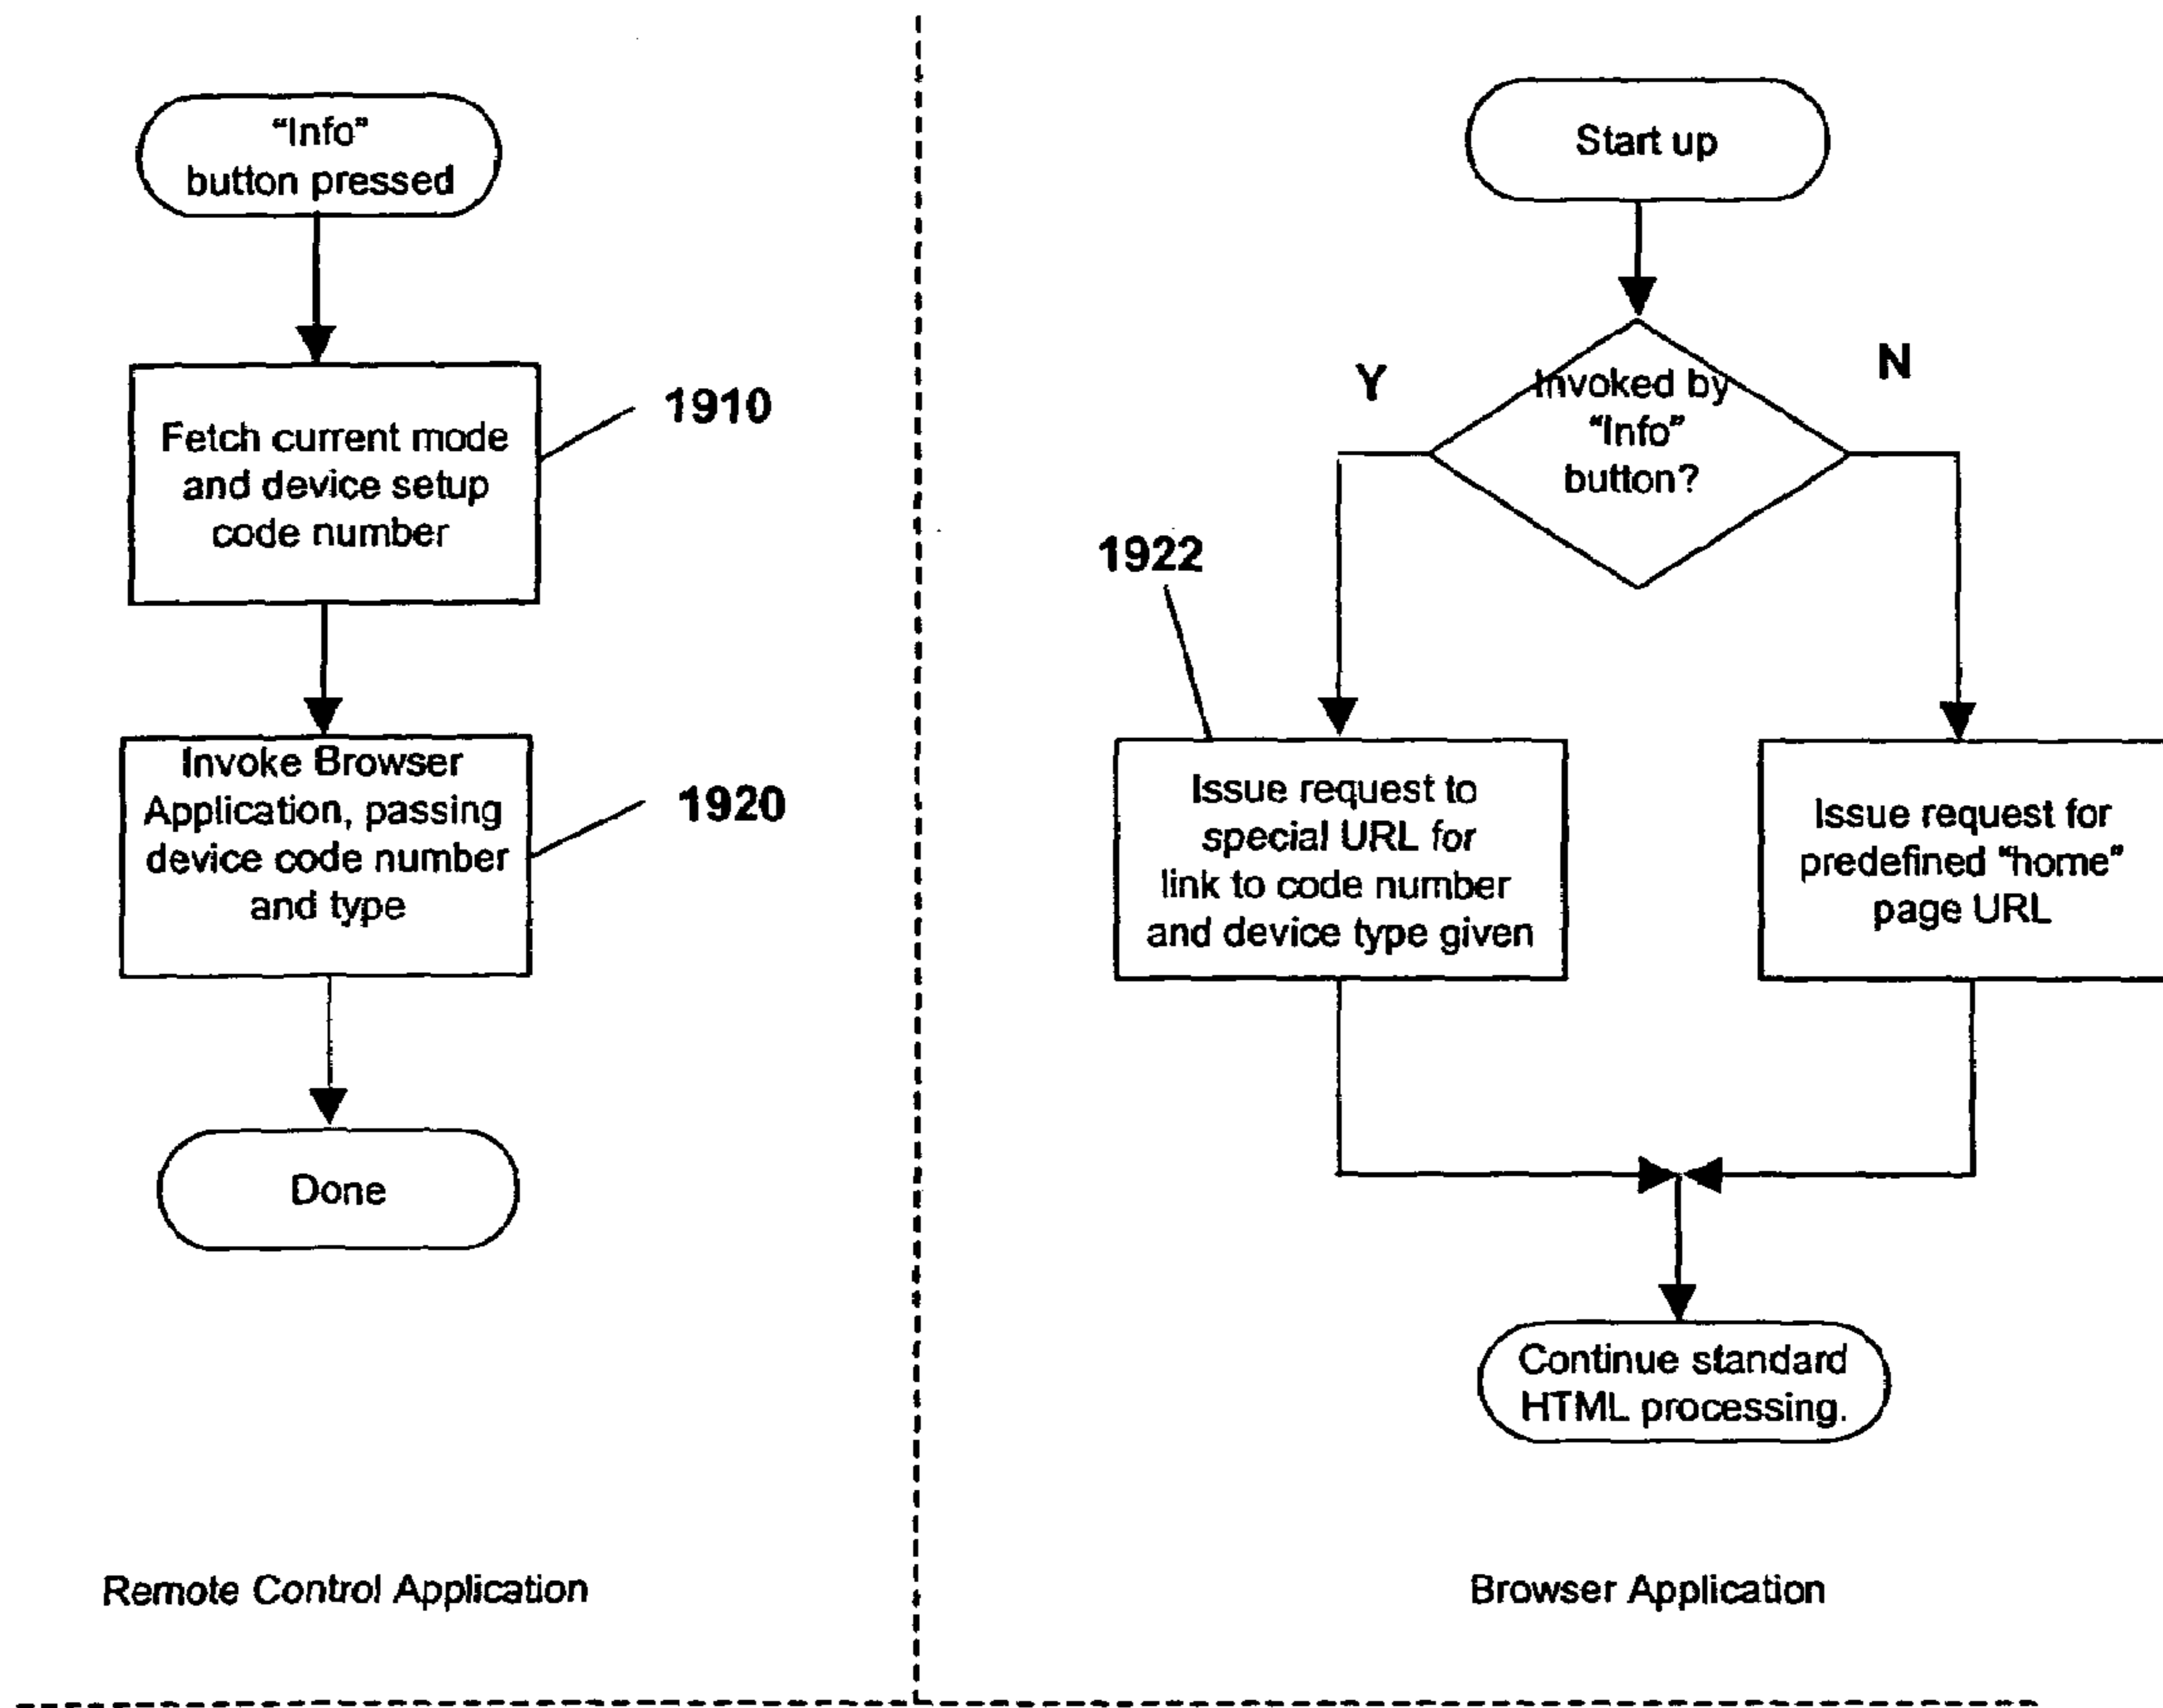 “Info”
button pressed
Fetch current mode
and device setup
code number
1910
Invoke Browser
Application, passing
device code number
and type
1920
Done
Remote Control Application
Start up
Invoked by
“Info”
button?
Y
N
1922
Issue request to
special URL for
link to code number
and device type given
Issue request for
predefined “home”
page URL
Continue standard
HTML processing.
Browser Application